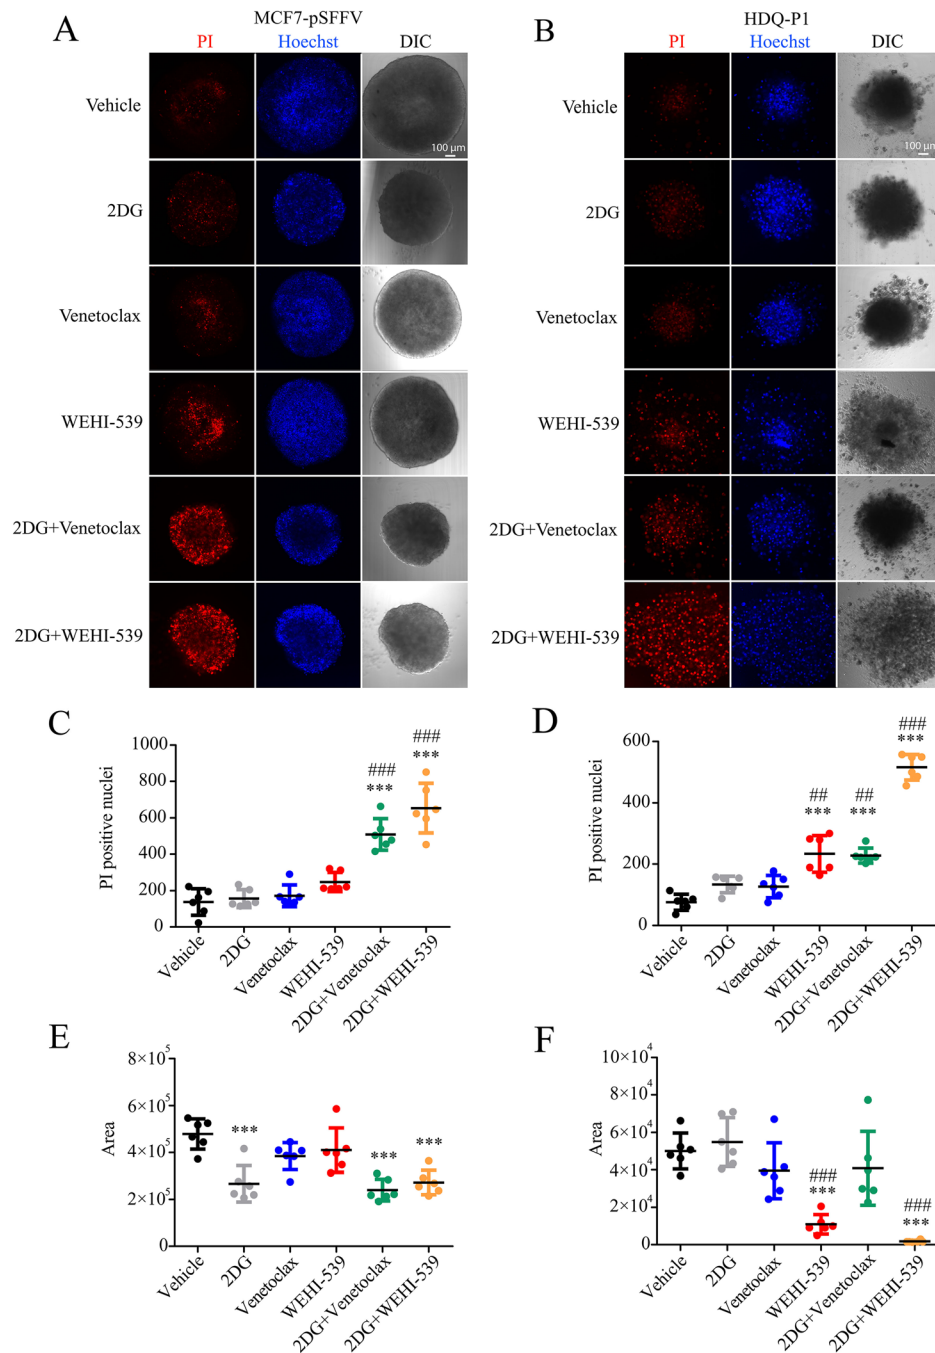 A
MCF7-pSFFV
PI Hoechst DIC
Vehicle
100 μm
2DG
Venetoclax
WEHI-539
2DG+Venetoclax
2DG+WEHI-539
B
HDQ-P1
PI Hoechst DIC
Vehicle
100 μm
2DG
Venetoclax
WEHI-539
2DG+Venetoclax
2DG+WEHI-539
C
PI positive nuclei
1000
800
600
400
200
0
###
***
###
***
Vehicle
2DG
Venetoclax
WEHI-539
2DG+Venetoclax
2DG+WEHI-539
D
PI positive nuclei
600
400
200
0
##
***
##
***
###
***
Vehicle
2DG
Venetoclax
WEHI-539
2DG+Venetoclax
2DG+WEHI-539
E
Area
8×10⁵
6×10⁵
4×10⁵
2×10⁵
0
***
***
***
Vehicle
2DG
Venetoclax
WEHI-539
2DG+Venetoclax
2DG+WEHI-539
F
Area
10×10⁴
8×10⁴
6×10⁴
4×10⁴
2×10⁴
0
###
***
###
***
Vehicle
2DG
Venetoclax
WEHI-539
2DG+Venetoclax
2DG+WEHI-539